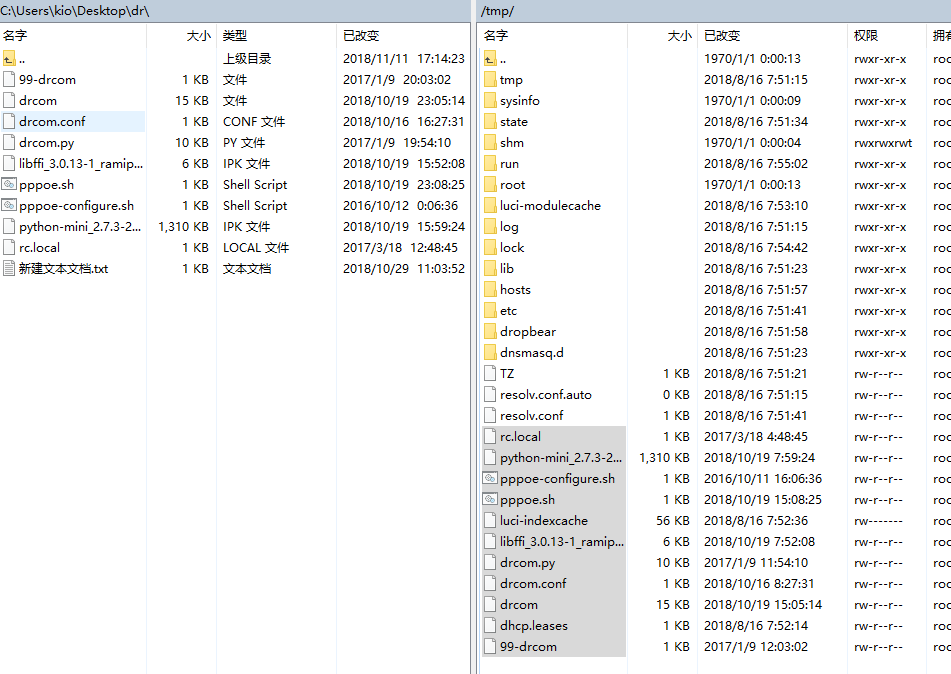 C:\Users\kio\Desktop\dr\
名字 大小 类型 已改变
.. 上级目录 2018/11/11 17:14:23
99-drcom 1 KB 文件 2017/1/9 20:03:02
drcom 15 KB 文件 2018/10/19 23:05:14
drcom.conf 1 KB CONF 文件 2018/10/16 16:27:31
drcom.py 10 KB PY 文件 2017/1/9 19:54:10
libffi_3.0.13-1_ramip... 6 KB IPK 文件 2018/10/19 15:52:08
pppoe.sh 1 KB Shell Script 2018/10/19 23:08:25
pppoe-configure.sh 1 KB Shell Script 2016/10/12 0:06:36
python-mini_2.7.3-2... 1,310 KB IPK 文件 2018/10/19 15:59:24
rc.local 1 KB LOCAL 文件 2017/3/18 12:48:45
新建文本文档.txt 1 KB 文本文档 2018/10/29 11:03:52
/tmp/
名字 大小 已改变 权限 拥有
.. 1970/1/1 0:00:13 rwxr-xr-x roo
tmp 2018/8/16 7:51:15 rwxr-xr-x roo
sysinfo 1970/1/1 0:00:09 rwxr-xr-x roo
state 2018/8/16 7:51:34 rwxr-xr-x roo
shm 1970/1/1 0:00:04 rwxrwxrwt roo
run 2018/8/16 7:55:02 rwxr-xr-x roo
root 1970/1/1 0:00:13 rwxr-xr-x roo
luci-modulecache 2018/8/16 7:53:10 rwxr-xr-x roo
log 2018/8/16 7:51:15 rwxr-xr-x roo
lock 2018/8/16 7:54:42 rwxr-xr-x roo
lib 2018/8/16 7:51:23 rwxr-xr-x roo
hosts 2018/8/16 7:51:57 rwxr-xr-x roo
etc 2018/8/16 7:51:41 rwxr-xr-x roo
dropbear 2018/8/16 7:51:58 rwxr-xr-x roo
dnsmasq.d 2018/8/16 7:51:23 rwxr-xr-x roo
TZ 1 KB 2018/8/16 7:51:21 rw-r--r-- roo
resolv.conf.auto 0 KB 2018/8/16 7:51:15 rw-r--r-- roo
resolv.conf 1 KB 2018/8/16 7:51:41 rw-r--r-- roo
rc.local 1 KB 2017/3/18 4:48:45 rw-r--r-- roo
python-mini_2.7.3-2... 1,310 KB 2018/10/19 7:59:24 rw-r--r-- roo
pppoe-configure.sh 1 KB 2016/10/11 16:06:36 rw-r--r-- roo
pppoe.sh 1 KB 2018/10/19 15:08:25 rw-r--r-- roo
luci-indexcache 56 KB 2018/8/16 7:52:36 rw------- roo
libffi_3.0.13-1_ramip... 6 KB 2018/10/19 7:52:08 rw-r--r-- roo
drcom.py 10 KB 2017/1/9 11:54:10 rw-r--r-- roo
drcom.conf 1 KB 2018/10/16 8:27:31 rw-r--r-- roo
drcom 15 KB 2018/10/19 15:05:14 rw-r--r-- roo
dhcp.leases 1 KB 2018/8/16 7:52:14 rw-r--r-- roo
99-drcom 1 KB 2017/1/9 12:03:02 rw-r--r-- roo